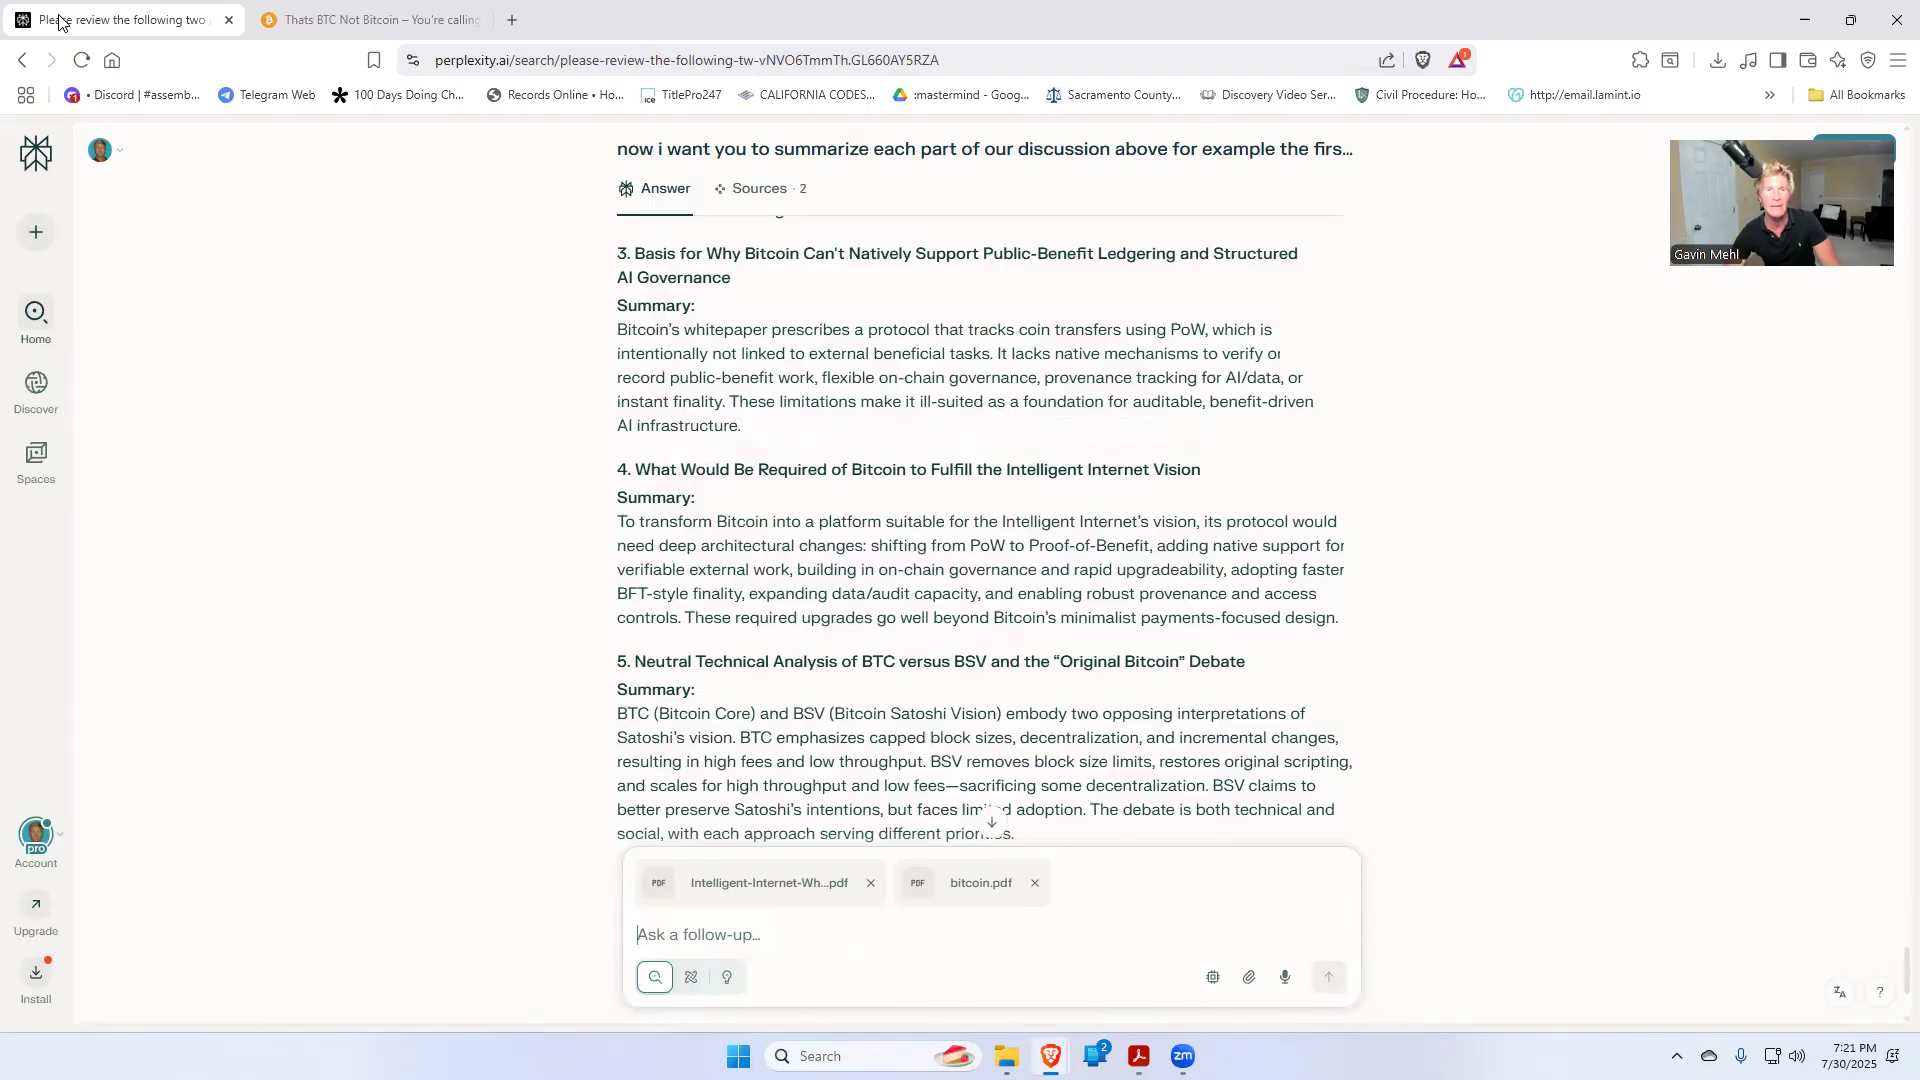 Please review the following two
Thats BTC Not Bitcoin – You're calling
perplexity.ai/search/please-review-the-following-tw-vNVO6TmmTh.GL660AY5RZA
1
• Discord | #assemb...
Telegram Web
100 Days Doing Ch...
Records Online • Ho...
TitlePro247
CALIFORNIA CODES...
:mastermind - Goog...
Sacramento County...
Discovery Video Ser...
Civil Procedure: Ho...
http://email.lamint.io
»
All Bookmarks
now i want you to summarize each part of our discussion above for example the firs...
Answer
Sources · 2
Gavin Mehl
3. Basis for Why Bitcoin Can't Natively Support Public-Benefit Ledgering and Structured
AI Governance
Summary:
Bitcoin's whitepaper prescribes a protocol that tracks coin transfers using PoW, which is
intentionally not linked to external beneficial tasks. It lacks native mechanisms to verify or
record public-benefit work, flexible on-chain governance, provenance tracking for AI/data, or
instant finality. These limitations make it ill-suited as a foundation for auditable, benefit-driven
AI infrastructure.
4. What Would Be Required of Bitcoin to Fulfill the Intelligent Internet Vision
Summary:
To transform Bitcoin into a platform suitable for the Intelligent Internet's vision, its protocol would
need deep architectural changes: shifting from PoW to Proof-of-Benefit, adding native support for
verifiable external work, building in on-chain governance and rapid upgradeability, adopting faster
BFT-style finality, expanding data/audit capacity, and enabling robust provenance and access
controls. These required upgrades go well beyond Bitcoin's minimalist payments-focused design.
5. Neutral Technical Analysis of BTC versus BSV and the “Original Bitcoin” Debate
Summary:
BTC (Bitcoin Core) and BSV (Bitcoin Satoshi Vision) embody two opposing interpretations of
Satoshi's vision. BTC emphasizes capped block sizes, decentralization, and incremental changes,
resulting in high fees and low throughput. BSV removes block size limits, restores original scripting,
and scales for high throughput and low fees—sacrificing some decentralization. BSV claims to
better preserve Satoshi's intentions, but faces limited adoption. The debate is both technical and
social, with each approach serving different priorities.
Home
Discover
Spaces
pro
Account
Upgrade
Install
PDF
Intelligent-Internet-Wh...pdf
PDF
bitcoin.pdf
Ask a follow-up...
?
Search
2
zm
7:21 PM
7/30/2025